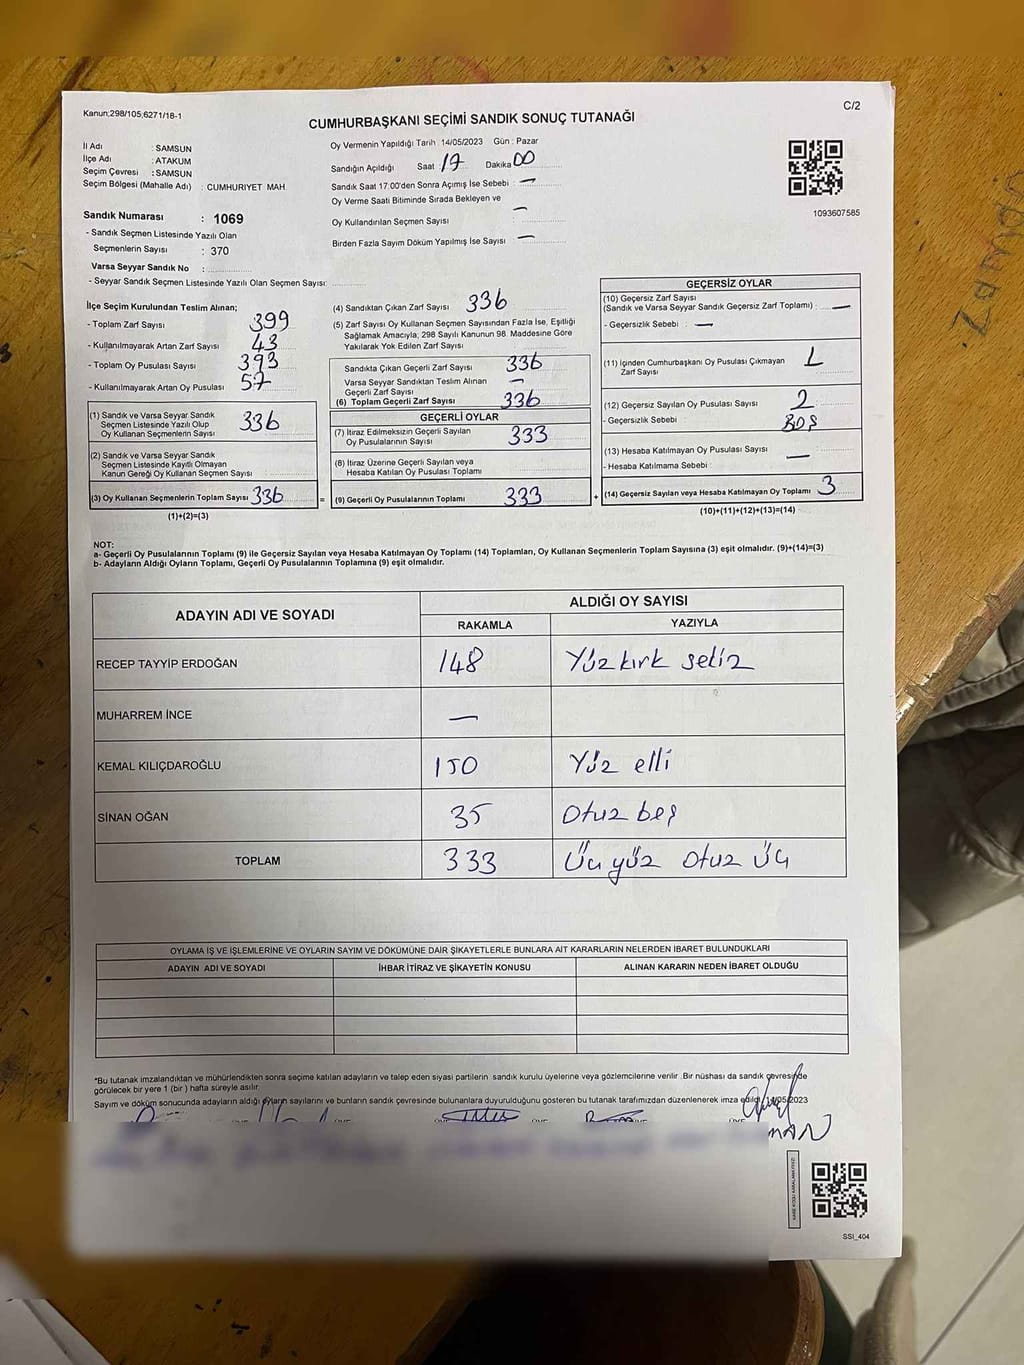 Kanun;298/105;6271/18-1
C/2
CUMHURBAŞKANI SEÇİMİ SANDIK SONUÇ TUTANAĞI
İl Adı : SAMSUN
İlçe Adı : ATAKUM
Seçim Çevresi : SAMSUN
Seçim Bölgesi (Mahalle Adı) : CUMHURIYET MAH.
Sandık Numarası : 1069
- Sandık Seçmen Listesinde Yazılı Olan
Seçmenlerin Sayısı : 370
Varsa Seyyar Sandık No :
- Seyyar Sandık Seçmen Listesinde Yazılı Olan Seçmen Sayısı:
Oy Vermenin Yapıldığı Tarih : 14/05/2023 Gün : Pazar
Sandığın Açıldığı Saat 17 Dakika 00
Sandık Saat 17:00'den Sonra Açımış İse Sebebi : —
Oy Verme Saati Bitiminde Sırada Bekleyen ve
Oy Kullandırılan Seçmen Sayısı : —
Birden Fazla Sayım Döküm Yapılmış İse Sayısı : —
1093607585
İlçe Seçim Kurulundan Teslim Alınan;
- Toplam Zarf Sayısı 399
- Kullanılmayarak Artan Zarf Sayısı 43
- Toplam Oy Pusulası Sayısı 393
- Kullanılmayarak Artan Oy Pusulası 57
(1) Sandık ve Varsa Seyyar Sandık
Seçmen Listesinde Yazılı Olup
Oy Kullanan Seçmenlerin Sayısı 336
(2) Sandık ve Varsa Seyyar Sandık
Seçmen Listesinde Kayıtlı Olmayan
Kanun Gereği Oy Kullanan Seçmen Sayısı :
(3) Oy Kullanan Seçmenlerin Toplam Sayısı 336 =
(1)+(2)=(3)
(4) Sandıktan Çıkan Zarf Sayısı 336
(5) Zarf Sayısı Oy Kullanan Seçmen Sayısından Fazla İse, Eşitliği
Sağlamak Amacıyla, 298 Sayılı Kanunun 98. Maddesine Göre
Yakılarak Yok Edilen Zarf Sayısı
Sandıkta Çıkan Geçerli Zarf Sayısı 336
Varsa Seyyar Sandıktan Teslim Alınan
Geçerli Zarf Sayısı —
(6) Toplam Geçerli Zarf Sayısı 336
GEÇERLİ OYLAR
(7) İtiraz Edilmeksizin Geçerli Sayılan
Oy Pusulalarının Sayısı 333
(8) İtiraz Üzerine Geçerli Sayılan veya
Hesaba Katılan Oy Pusulası Toplamı
(9) Geçerli Oy Pusulalarının Toplamı 333 +
GEÇERSİZ OYLAR
(10) Geçersiz Zarf Sayısı
(Sandık ve Varsa Seyyar Sandık Geçersiz Zarf Toplamı) : —
- Geçersizlik Sebebi : —
(11) İçinden Cumhurbaşkanı Oy Pusulası Çıkmayan
Zarf Sayısı 1
(12) Geçersiz Sayılan Oy Pusulası Sayısı 2
- Geçersizlik Sebebi : BOŞ
(13) Hesaba Katılmayan Oy Pusulası Sayısı —
- Hesaba Katılmama Sebebi :
(14) Geçersiz Sayılan veya Hesaba Katılmayan Oy Toplamı 3
(10)+(11)+(12)+(13)=(14)
NOT:
a- Geçerli Oy Pusulalarının Toplamı (9) ile Geçersiz Sayılan veya Hesaba Katılmayan Oy Toplamı (14) Toplamları, Oy Kullanan Seçmenlerin Toplam Sayısına (3) eşit olmalıdır. (9)+(14)=(3)
b- Adayların Aldığı Oyların Toplamı, Geçerli Oy Pusulalarının Toplamına (9) eşit olmalıdır.
ADAYIN ADI VE SOYADI ALDIĞI OY SAYISI
RAKAMLA YAZIYLA
RECEP TAYYİP ERDOĞAN 148 Yüz kırk sekiz
MUHARREM İNCE —
KEMAL KILIÇDAROĞLU 150 Yüz elli
SİNAN OĞAN 35 Otuz beş
TOPLAM 333 Üç yüz otuz üç
OYLAMA İŞ VE İŞLEMLERİNE VE OYLARIN SAYIM VE DÖKÜMÜNE DAİR ŞİKAYETLERLE BUNLARA AİT KARARLARIN NELERDEN İBARET BULUNDUKLARI
ADAYIN ADI VE SOYADI İHBAR İTİRAZ VE ŞİKAYETİN KONUSU ALINAN KARARIN NEDEN İBARET OLDUĞU
*Bu tutanak imzalandıktan ve mühürlendikten sonra seçime katılan adayların ve talep eden siyasi partilerin sandık kurulu üyelerine veya gözlemcilerine verilir. Bir nüshası da sandık çevresinde
görülecek bir yere 1 (bir) hafta süreyle asılır.
Sayım ve döküm sonucunda adayların aldığı oyların sayılarını ve bunların sandık çevresinde bulunanlara duyurulduğunu gösteren bu tutanak tarafımızdan düzenlenerek imza edildi. 14/05/2023
SSI_404